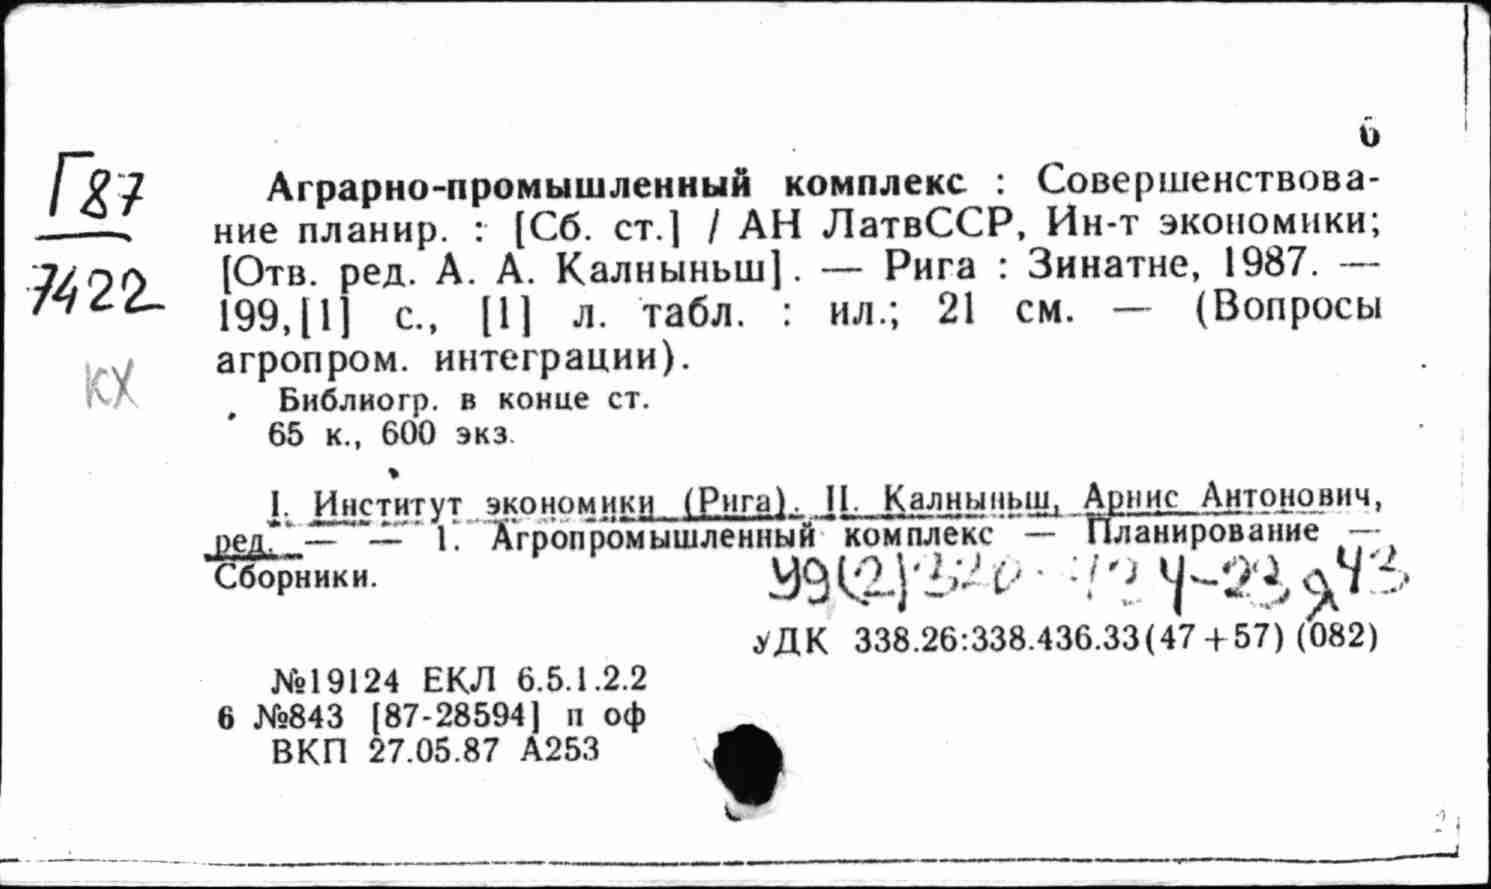 6
Г87
7422
кх
Аграрно-промышленный комплекс : Совершенствова-
ние планир. : [Сб. ст.] / АН ЛатвССР, Ин-т экономики;
[Отв. ред. А. А. Калныньш]. — Рига : Зинатне, 1987. —
199,[1] с., [1] л. табл. : ил.; 21 см. — (Вопросы
агропром. интеграции).
Библиогр. в конце ст.
65 к., 600 экз.
I. Институт экономики (Рига). II. Калныньш, Арнис Антонович,
ред. — — 1. Агропромышленный комплекс — Планирование —
Сборники.
У9(2)32
УДК 338.26:338.436.33(47+57) (082)
№19124 ЕКЛ 6.5.1.2.2
6 №843 [87-28594] п оф
ВКП 27.05.87 А253